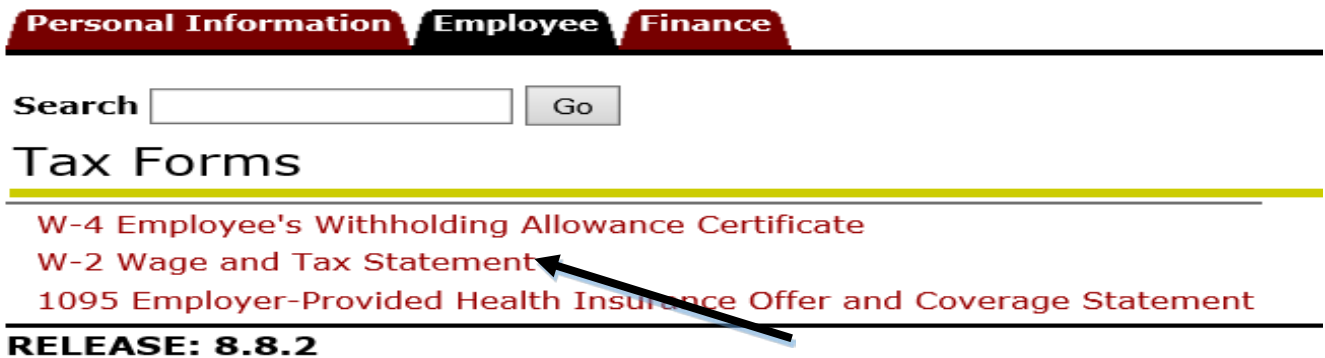 Personal Information Employee Finance
Search Go
Tax Forms
W-4 Employee's Withholding Allowance Certificate
W-2 Wage and Tax Statement
1095 Employer-Provided Health Insurance Offer and Coverage Statement
RELEASE: 8.8.2